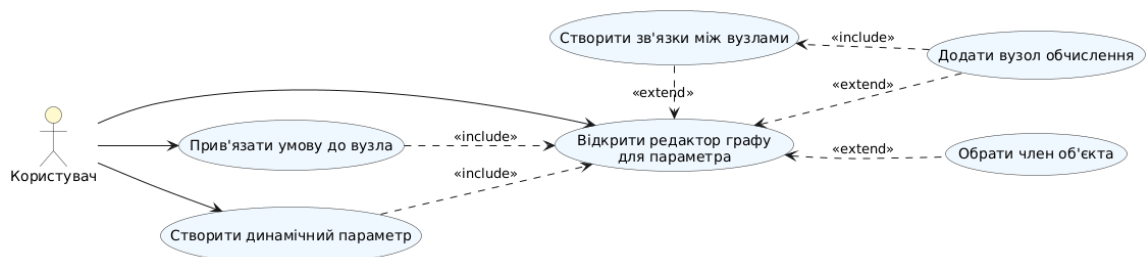 Створити зв'язки між вузлами
«include»
Додати вузол обчислення
«extend»
«extend»
Користувач
Прив'язати умову до вузла
«include»
Відкрити редактор графу
для параметра
«extend»
Обрати член об'єкта
«include»
Створити динамічний параметр